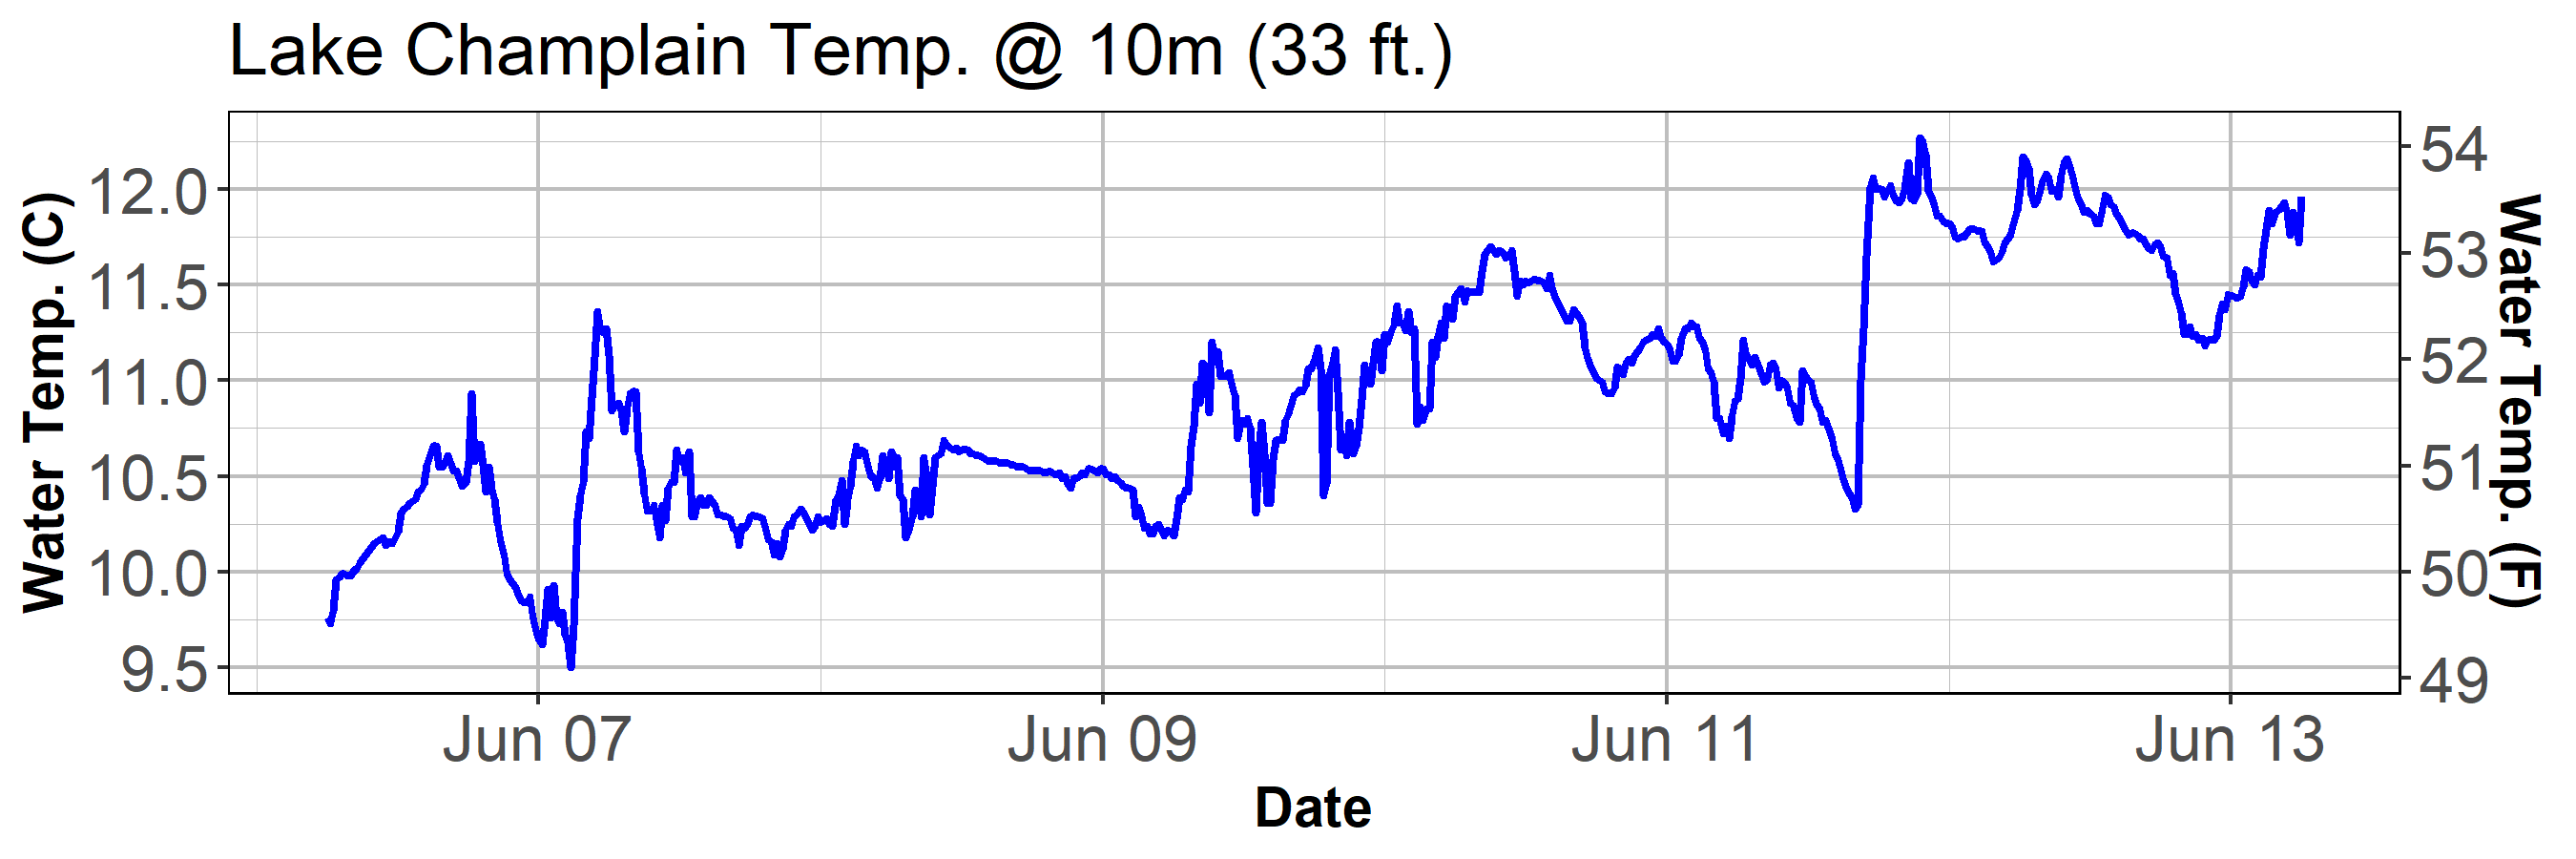 Lake Champlain Temp. @ 10m (33 ft.)
Water Temp. (C)
12.0
11.5
11.0
10.5
10.0
9.5
54
53
52
51
50
49
Water Temp. (F)
Jun 07 Jun 09 Jun 11 Jun 13
Date